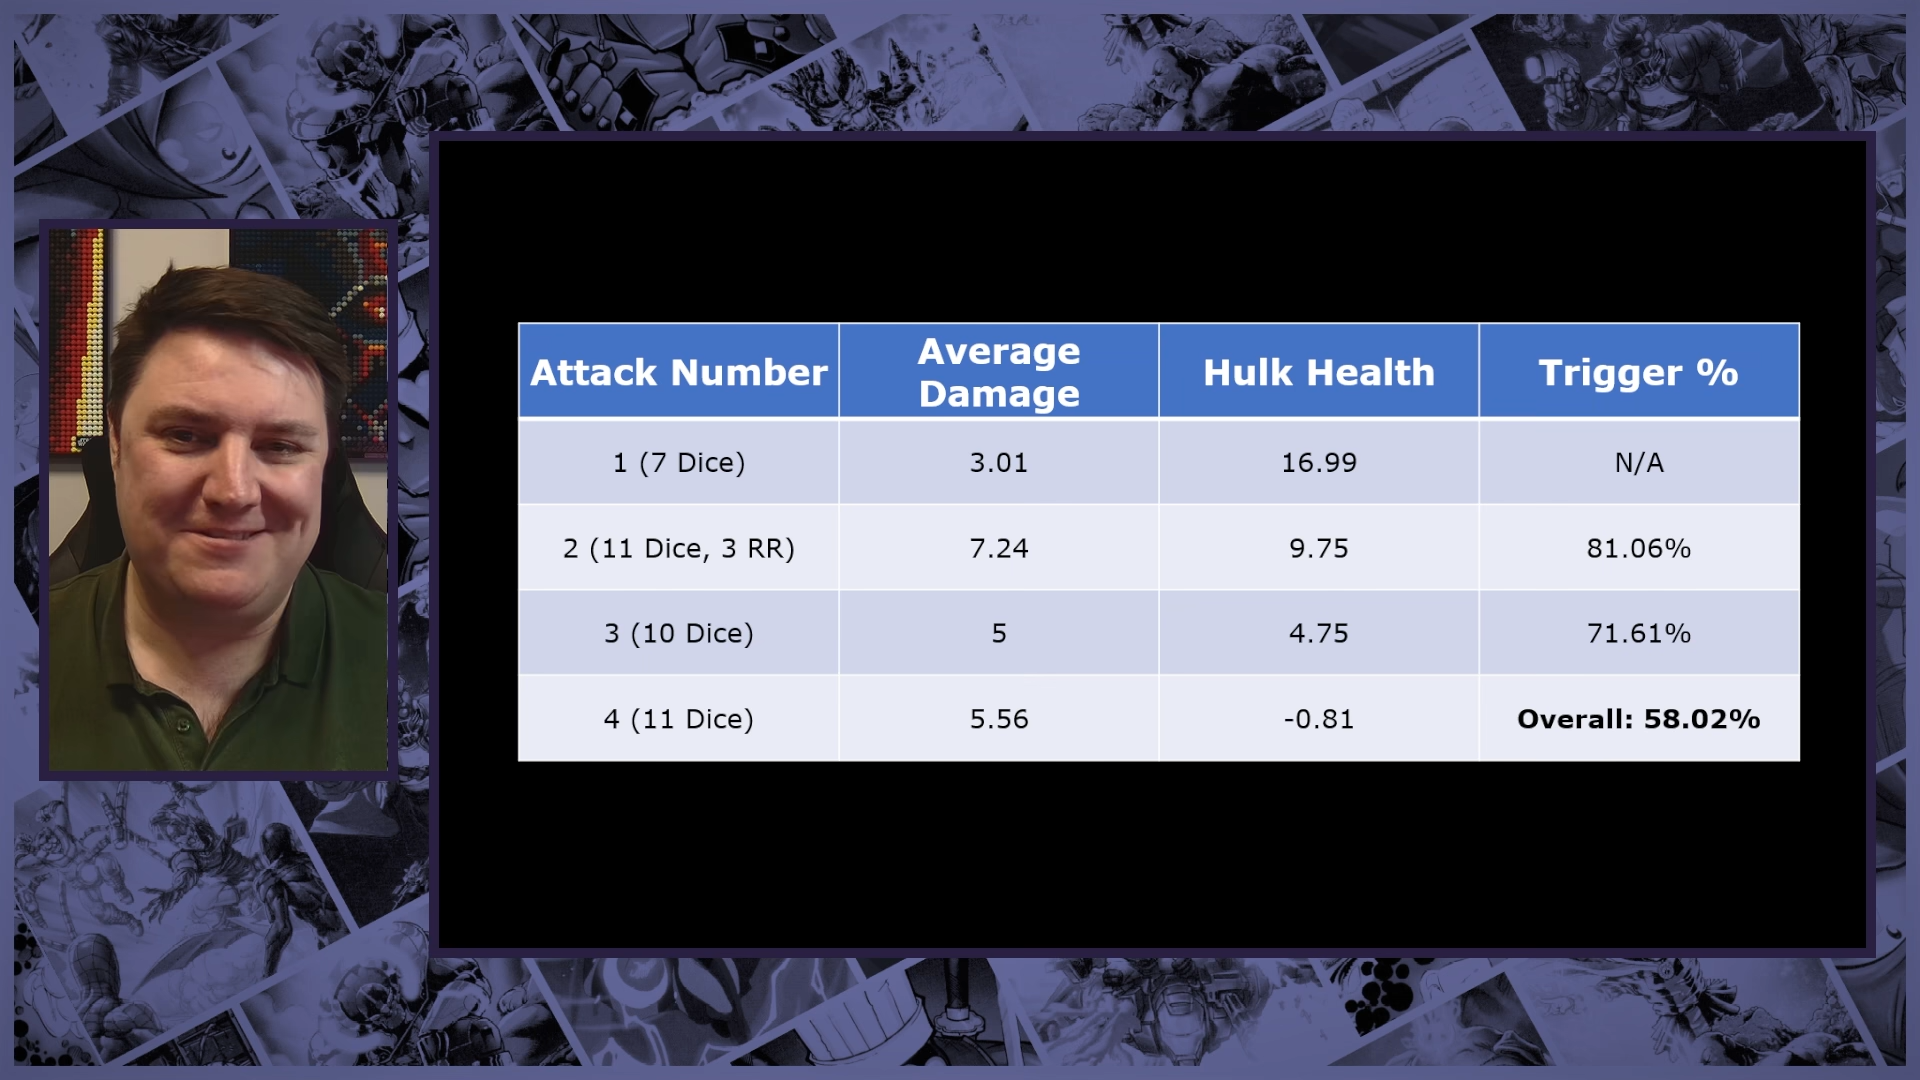 Attack Number Average Damage Hulk Health Trigger %
1 (7 Dice) 3.01 16.99 N/A
2 (11 Dice, 3 RR) 7.24 9.75 81.06%
3 (10 Dice) 5 4.75 71.61%
4 (11 Dice) 5.56 -0.81 Overall: 58.02%